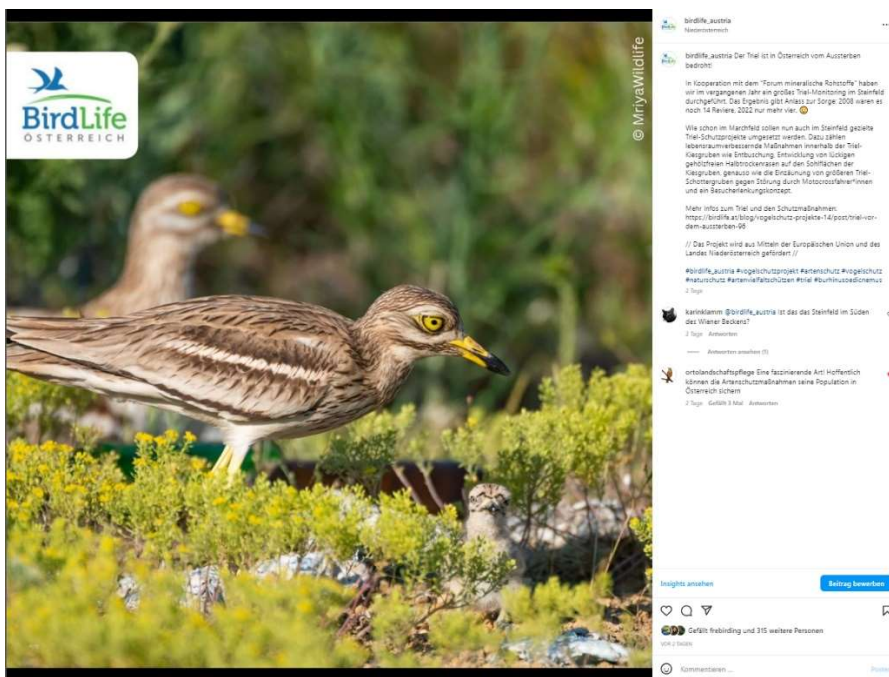 BirdLife
ÖSTERREICH
© MriyaWildlife
birdlife_austria
Niederösterreich
birdlife_austria Der Triel ist in Österreich vom Aussterben
bedroht!
In Kooperation mit dem "Forum mineralische Rohstoffe" haben
wir im vergangenen Jahr ein großes Triel-Monitoring im Steinfeld
durchgeführt. Das Ergebnis gibt Anlass zur Sorge: 2008 waren es
noch 14 Reviere, 2022 nur mehr vier.
Wie schon im Marchfeld sollen nun auch im Steinfeld gezielte
Triel-Schutzprojekte umgesetzt werden. Dazu zählen
lebensraumverbessernde Maßnahmen innerhalb der Triel-
Kiesgruben wie Entbuschung, Entwicklung von lückigen
gehölzfreien Halbtrockenrasen auf den Sohlflächen der
Kiesgruben, genauso wie die Einzäunung von größeren Triel-
Schottergruben gegen Störung durch Motocrossfahrer*innen
und ein Besucherlenkungskonzept.
Mehr Infos zum Triel und den Schutzmaßnahmen:
https://birdlife.at/blog/vogelschutz-projekte-14/post/triel-vor-
dem-aussterben-96
// Das Projekt wird aus Mitteln der Europäischen Union und des
Landes Niederösterreich gefördert //
#birdlife_austria #vogelschutzprojekt #artenschutz #vogelschutz
#naturschutz #artenvielfaltschützen #triel #burhinusoedicnemus
2 Tage
karinklamm @birdlife_austria Ist das das Steinfeld im Süden
des Wiener Beckens?
2 Tage Antworten
Antworten ansehen (1)
ortolandschaftspflege Eine faszinierende Art! Hoffentlich
können die Artenschutzmaßnahmen seine Population in
Österreich sichern
2 Tage Gefällt 3 Mal Antworten
Insights ansehen
Beitrag bewerben
Gefällt frebirding und 315 weitere Personen
VOR 2 TAGEN
Kommentieren ...
Posten